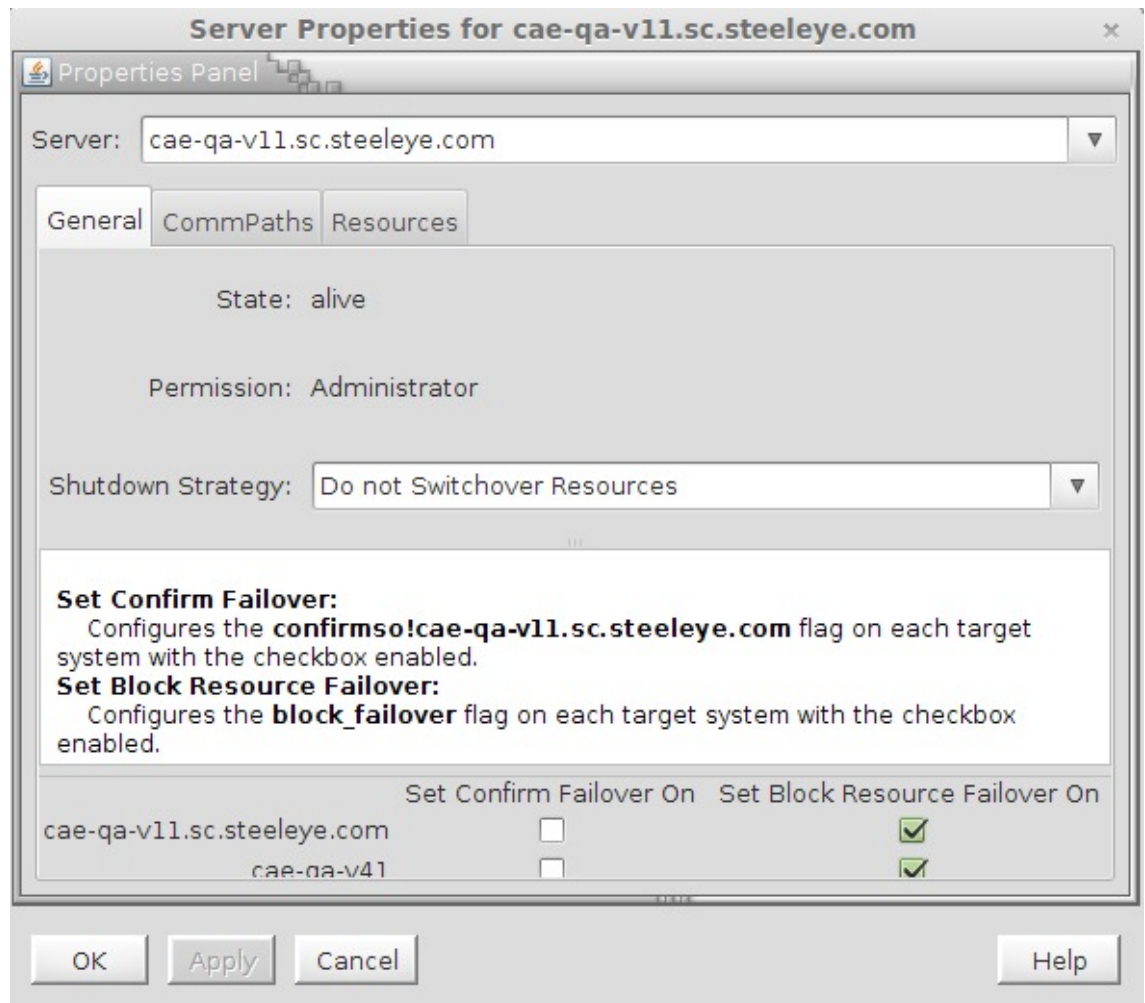 Server Properties for cae-qa-v11.sc.steeleye.com
Properties Panel
Server: cae-qa-v11.sc.steeleye.com
General CommPaths Resources
State: alive
Permission: Administrator
Shutdown Strategy: Do not Switchover Resources
Set Confirm Failover:
Configures the confirmso!cae-qa-v11.sc.steeleye.com flag on each target
system with the checkbox enabled.
Set Block Resource Failover:
Configures the block_failover flag on each target system with the checkbox
enabled.
Set Confirm Failover On Set Block Resource Failover On
cae-qa-v11.sc.steeleye.com
cae-qa-v41
OK Apply Cancel Help